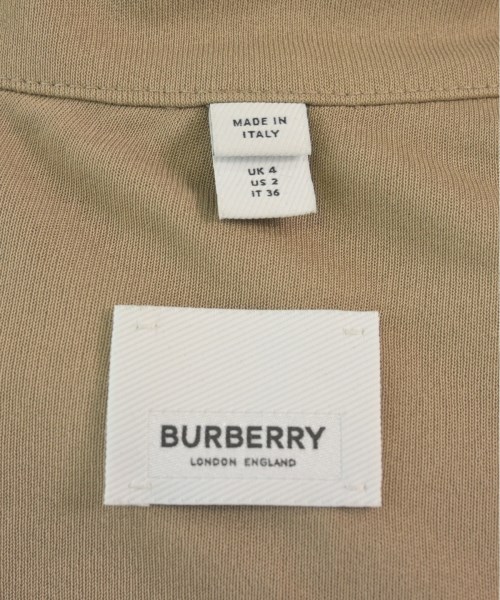 MADE IN
ITALY
UK 4
US 2
IT 36
BURBERRY
LONDON ENGLAND